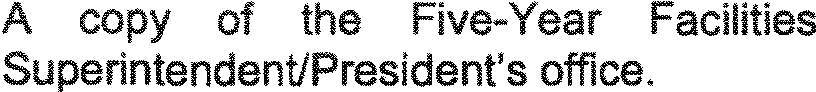 A copy of the Five-Year Facilities
Superintendent/President's office.